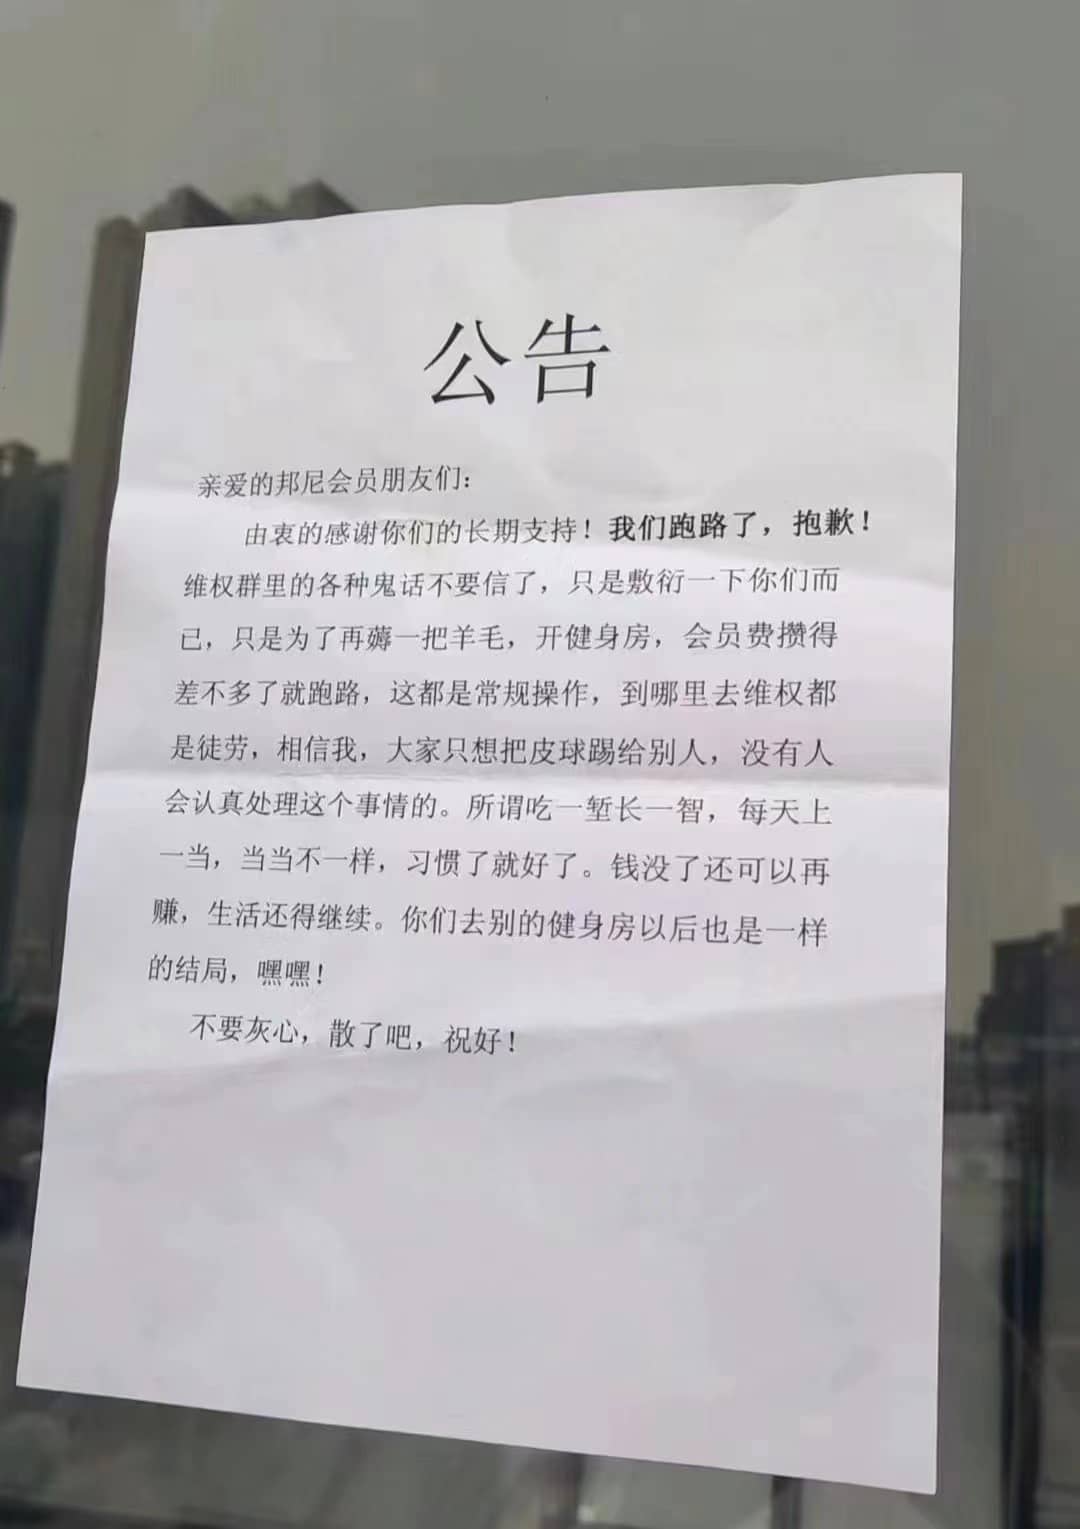 公告
亲爱的邦尼会员朋友们：
由衷的感谢你们的长期支持！我们跑路了，抱歉！
维权群里的各种鬼话不要信了，只是敷衍一下你们而
已，只是为了再薅一把羊毛，开健身房，会员费攒得
差不多了就跑路，这都是常规操作，到哪里去维权都
是徒劳，相信我，大家只想把皮球踢给别人，没有人
会认真处理这个事情的。所谓吃一堑长一智，每天上
一当，当当不一样，习惯了就好了。钱没了还可以再
赚，生活还得继续。你们去别的健身房以后也是一样
的结局，嘿嘿！
不要灰心，散了吧，祝好！